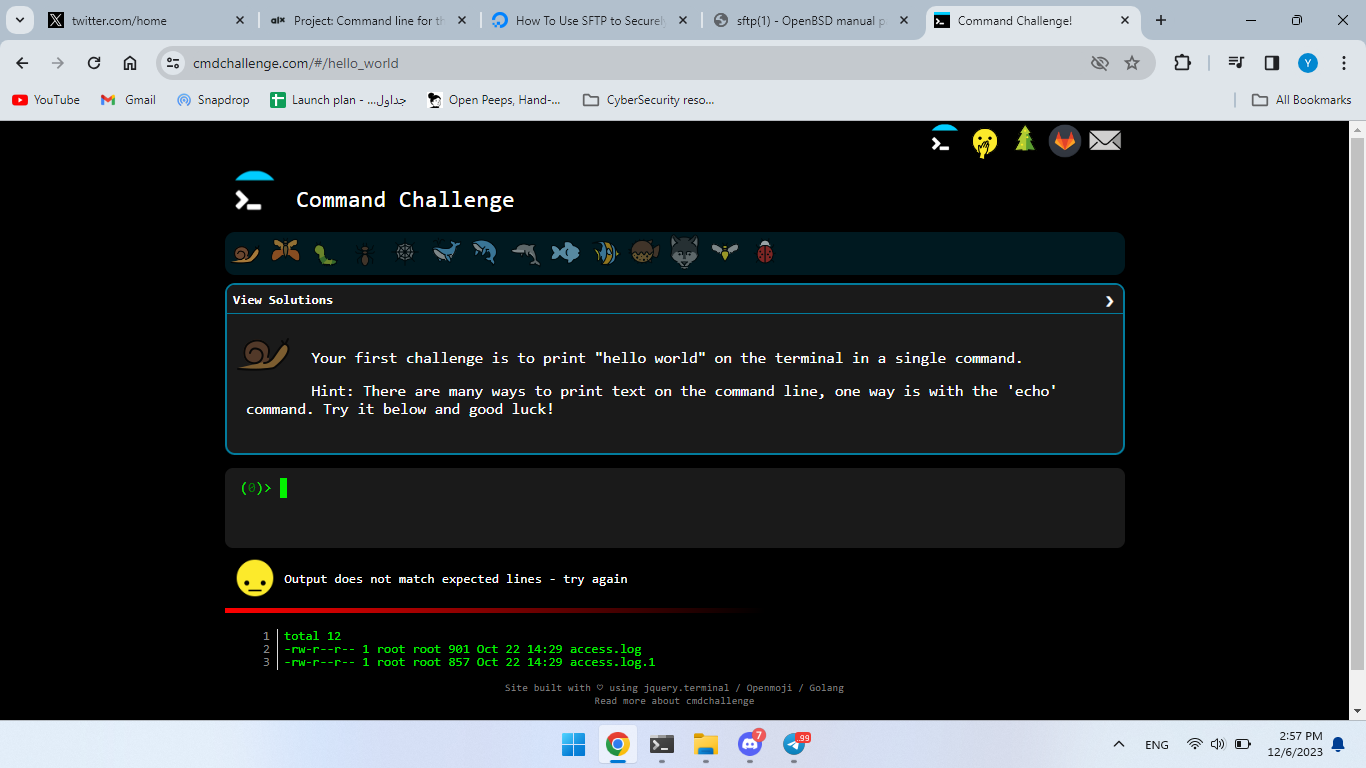 twitter.com/home
Project: Command line for th
How To Use SFTP to Securely
sftp(1) - OpenBSD manual pa
Command Challenge!
cmdchallenge.com/#/hello_world
Y
YouTube
Gmail
Snapdrop
Launch plan - ...جداول
Open Peeps, Hand-...
CyberSecurity reso...
All Bookmarks
Command Challenge
View Solutions
Your first challenge is to print "hello world" on the terminal in a single command.
Hint: There are many ways to print text on the command line, one way is with the 'echo'
command. Try it below and good luck!
(0)>
Output does not match expected lines - try again
1 total 12
2 -rw-r--r-- 1 root root 901 Oct 22 14:29 access.log
3 -rw-r--r-- 1 root root 857 Oct 22 14:29 access.log.1
Site built with ♡ using jquery.terminal / Openmoji / Golang
Read more about cmdchallenge
7
99
ENG
2:57 PM
12/6/2023